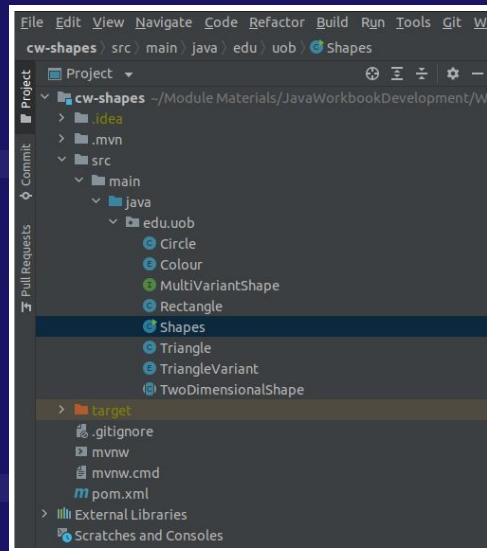 File Edit View Navigate Code Refactor Build Run Tools Git
cw-shapes src main java edu uob Shapes
Project
Project
cw-shapes ~/Module Materials/JavaWorkbookDevelopment/W
.idea
.mvn
Commit
src
main
java
Pull Requests
edu.uob
Circle
Colour
MultiVariantShape
Rectangle
Shapes
Triangle
TriangleVariant
TwoDimensionalShape
target
.gitignore
mvnw
mvnw.cmd
pom.xml
External Libraries
Scratches and Consoles